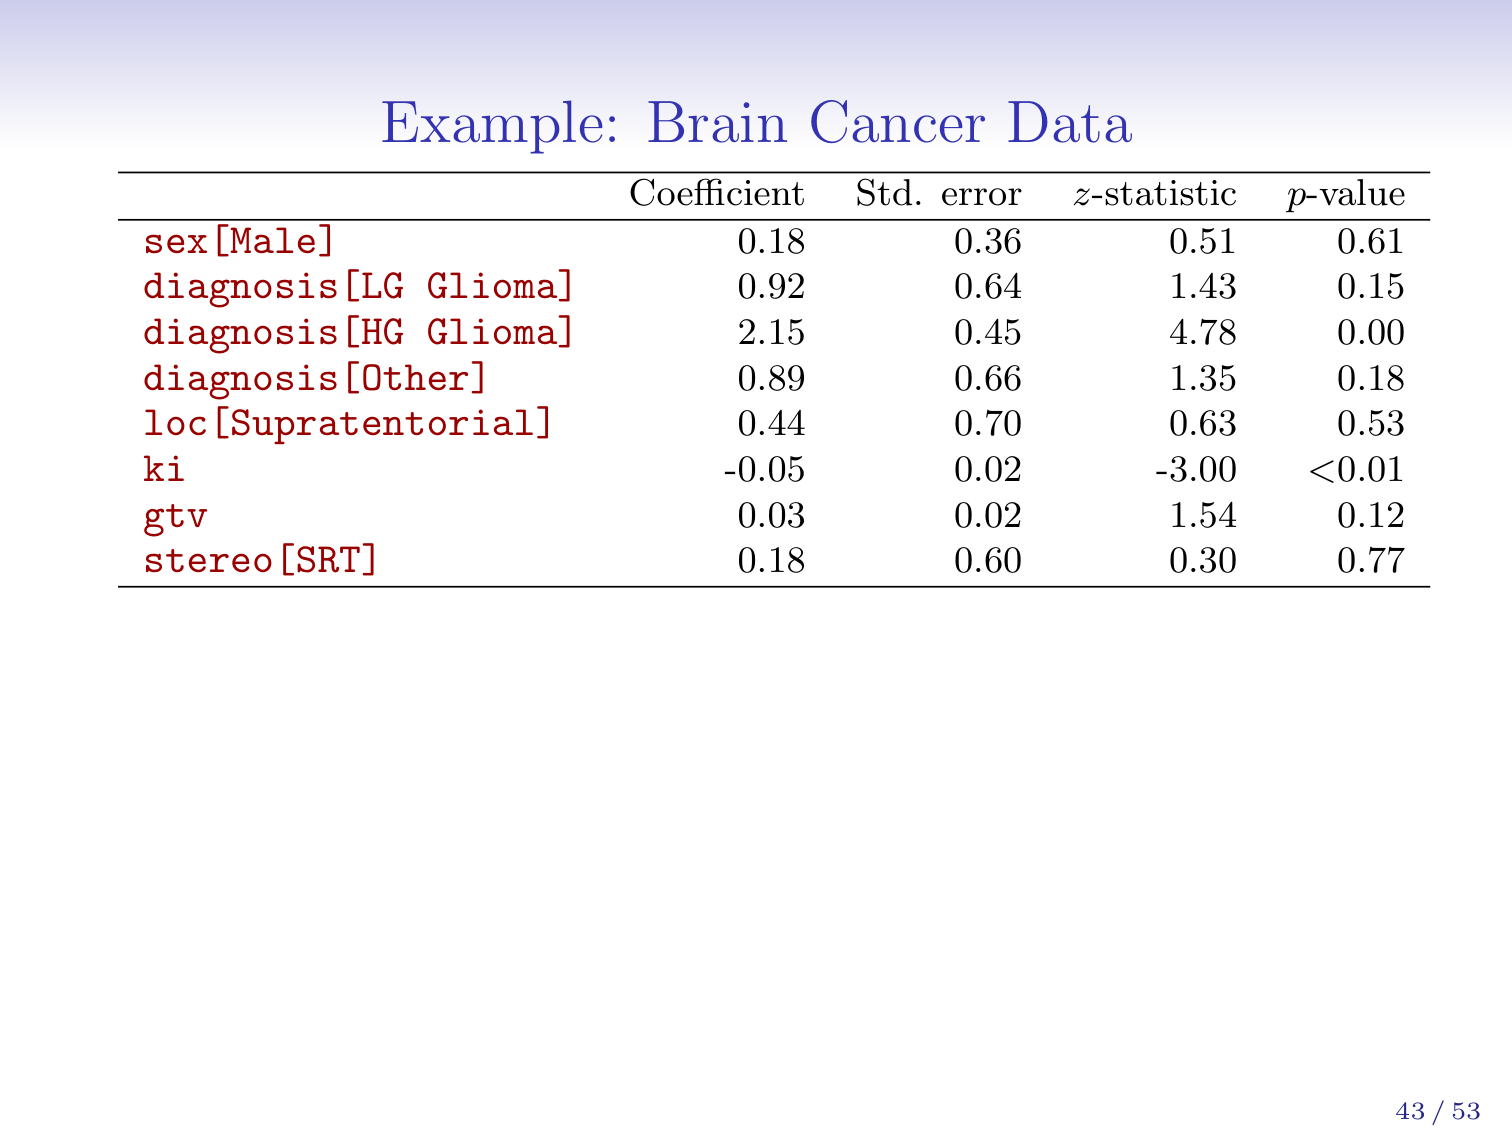 Example: Brain Cancer Data
Coefficient Std. error z-statistic p-value
sex[Male] 0.18 0.36 0.51 0.61
diagnosis[LG Glioma] 0.92 0.64 1.43 0.15
diagnosis[HG Glioma] 2.15 0.45 4.78 0.00
diagnosis[Other] 0.89 0.66 1.35 0.18
loc[Supratentorial] 0.44 0.70 0.63 0.53
ki -0.05 0.02 -3.00 <0.01
gtv 0.03 0.02 1.54 0.12
stereo[SRT] 0.18 0.60 0.30 0.77
43 / 53